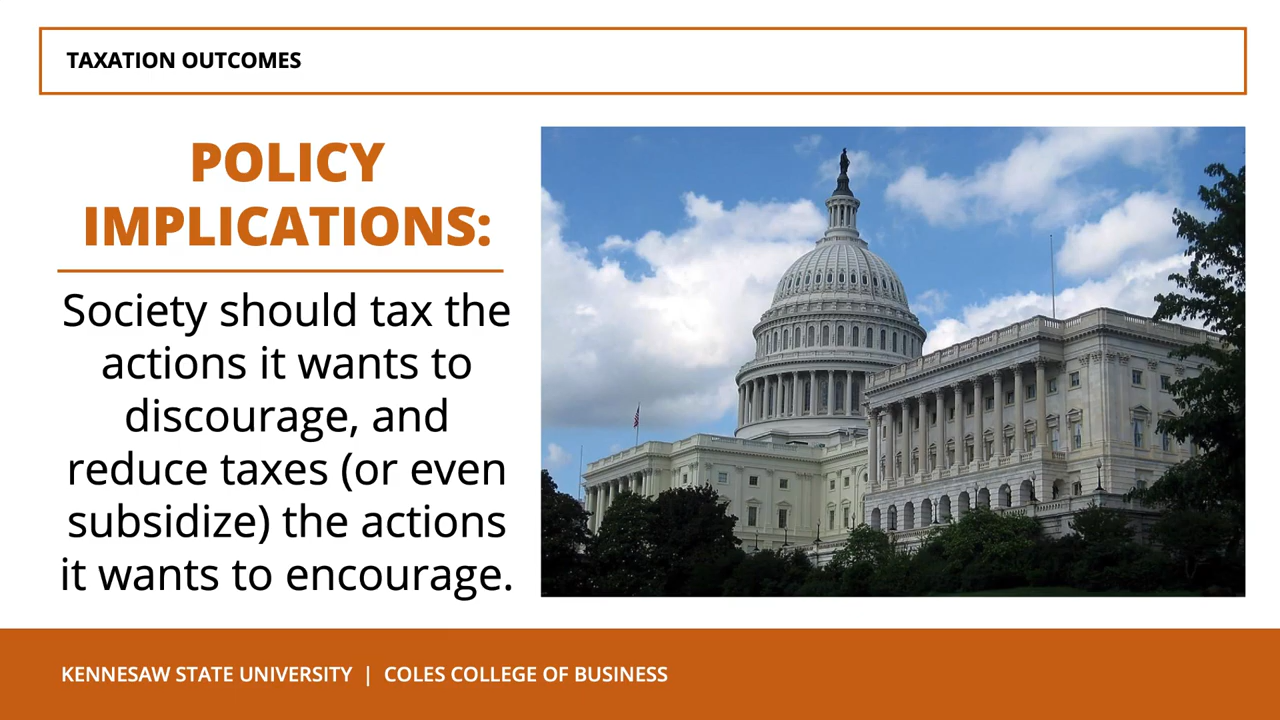 TAXATION OUTCOMES
POLICY
IMPLICATIONS:
Society should tax the
actions it wants to
discourage, and
reduce taxes (or even
subsidize) the actions
it wants to encourage.
KENNESAW STATE UNIVERSITY | COLES COLLEGE OF BUSINESS